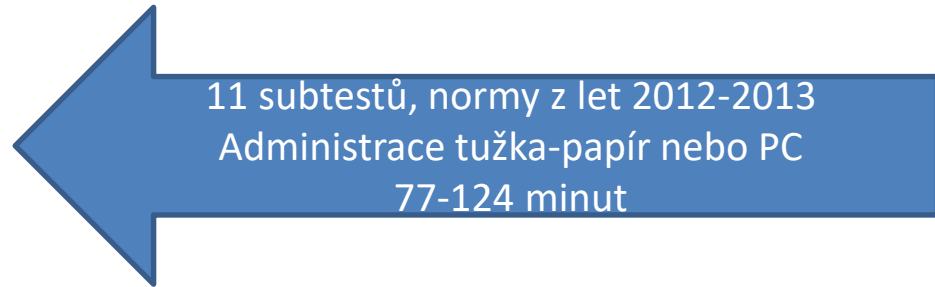 11 subtestů, normy z let 2012-2013
Administrace tužka-papír nebo PC
77-124 minut